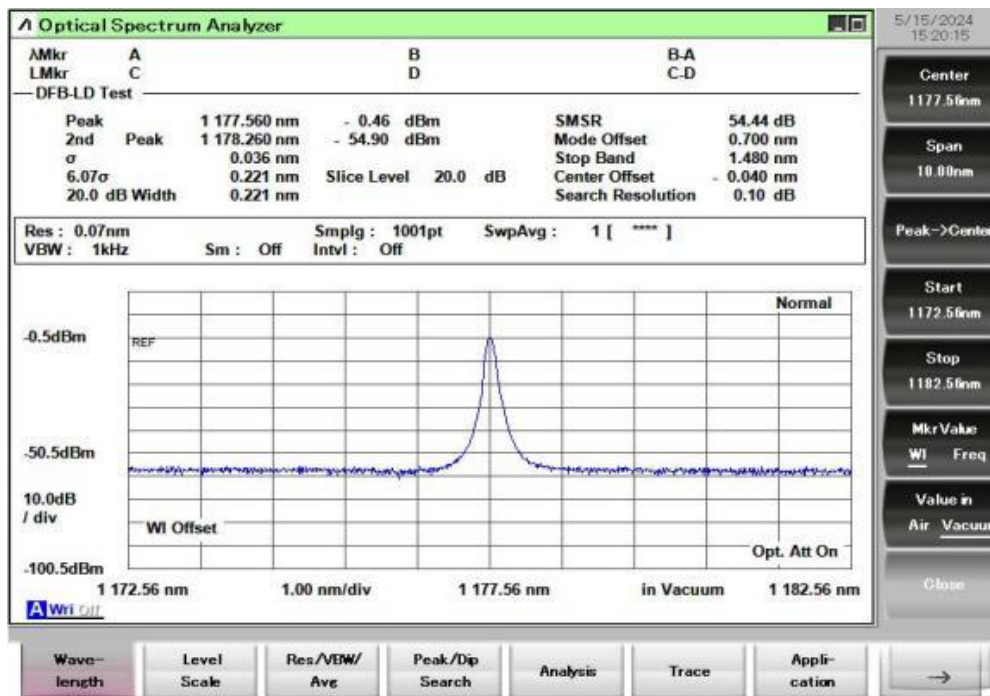 Optical Spectrum Analyzer
5/15/2024
15:20:15
λMkr A B B-A
LMkr C D C-D
DFB-LD Test
Peak 1 177.560 nm - 0.46 dBm SMSR 54.44 dB
2nd Peak 1 178.260 nm - 54.90 dBm Mode Offset 0.700 nm
σ 0.036 nm Stop Band 1.480 nm
6.07σ 0.221 nm Slice Level 20.0 dB Center Offset - 0.040 nm
20.0 dB Width 0.221 nm Search Resolution 0.10 dB
Res : 0.07nm Smplg : 1001pt SwpAvg : 1 [ **** ]
VBW : 1kHz Sm : Off Intvl : Off
Normal
-0.5dBm
REF
-50.5dBm
10.0dB
/ div
Wl Offset
Opt. Att On
-100.5dBm
1 172.56 nm 1.00 nm/div 1 177.56 nm in Vacuum 1 182.56 nm
A Wri Off
Center
1177.56nm
Span
10.00nm
Peak->Center
Start
1172.56nm
Stop
1182.56nm
Mkr Value
Wl Freq
Value in
Air Vacuum
Close
Wave-
length
Level
Scale
Res/VBW/
Avg
Peak/Dip
Search
Analysis
Trace
Appli-
cation
→